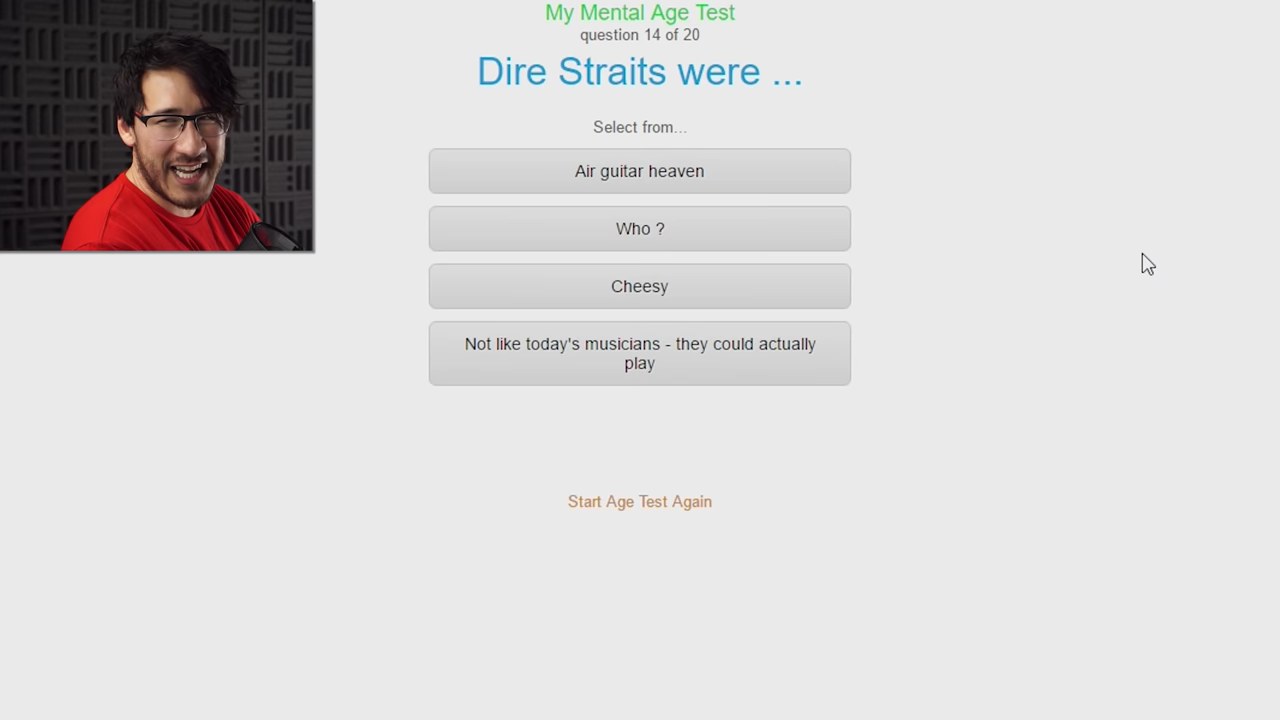 My Mental Age Test
question 14 of 20
Dire Straits were ...
Select from...
Air guitar heaven
Who ?
Cheesy
Not like today's musicians - they could actually
play
Start Age Test Again